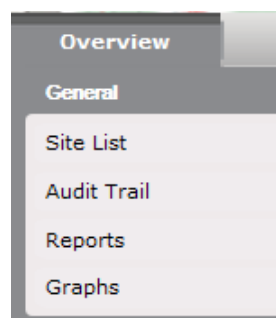 Overview
General
Site List
Audit Trail
Reports
Graphs